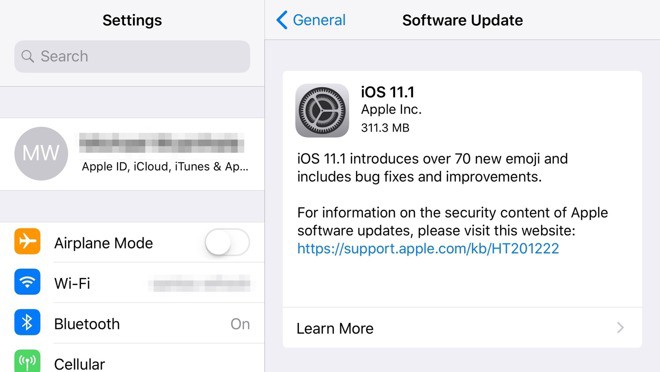 Settings
Search
MW
Apple ID, iCloud, iTunes & Ap...
Airplane Mode
Wi-Fi
Bluetooth On
Cellular
General
Software Update
iOS 11.1
Apple Inc.
311.3 MB
iOS 11.1 introduces over 70 new emoji and
includes bug fixes and improvements.
For information on the security content of Apple
software updates, please visit this website:
https://support.apple.com/kb/HT201222
Learn More